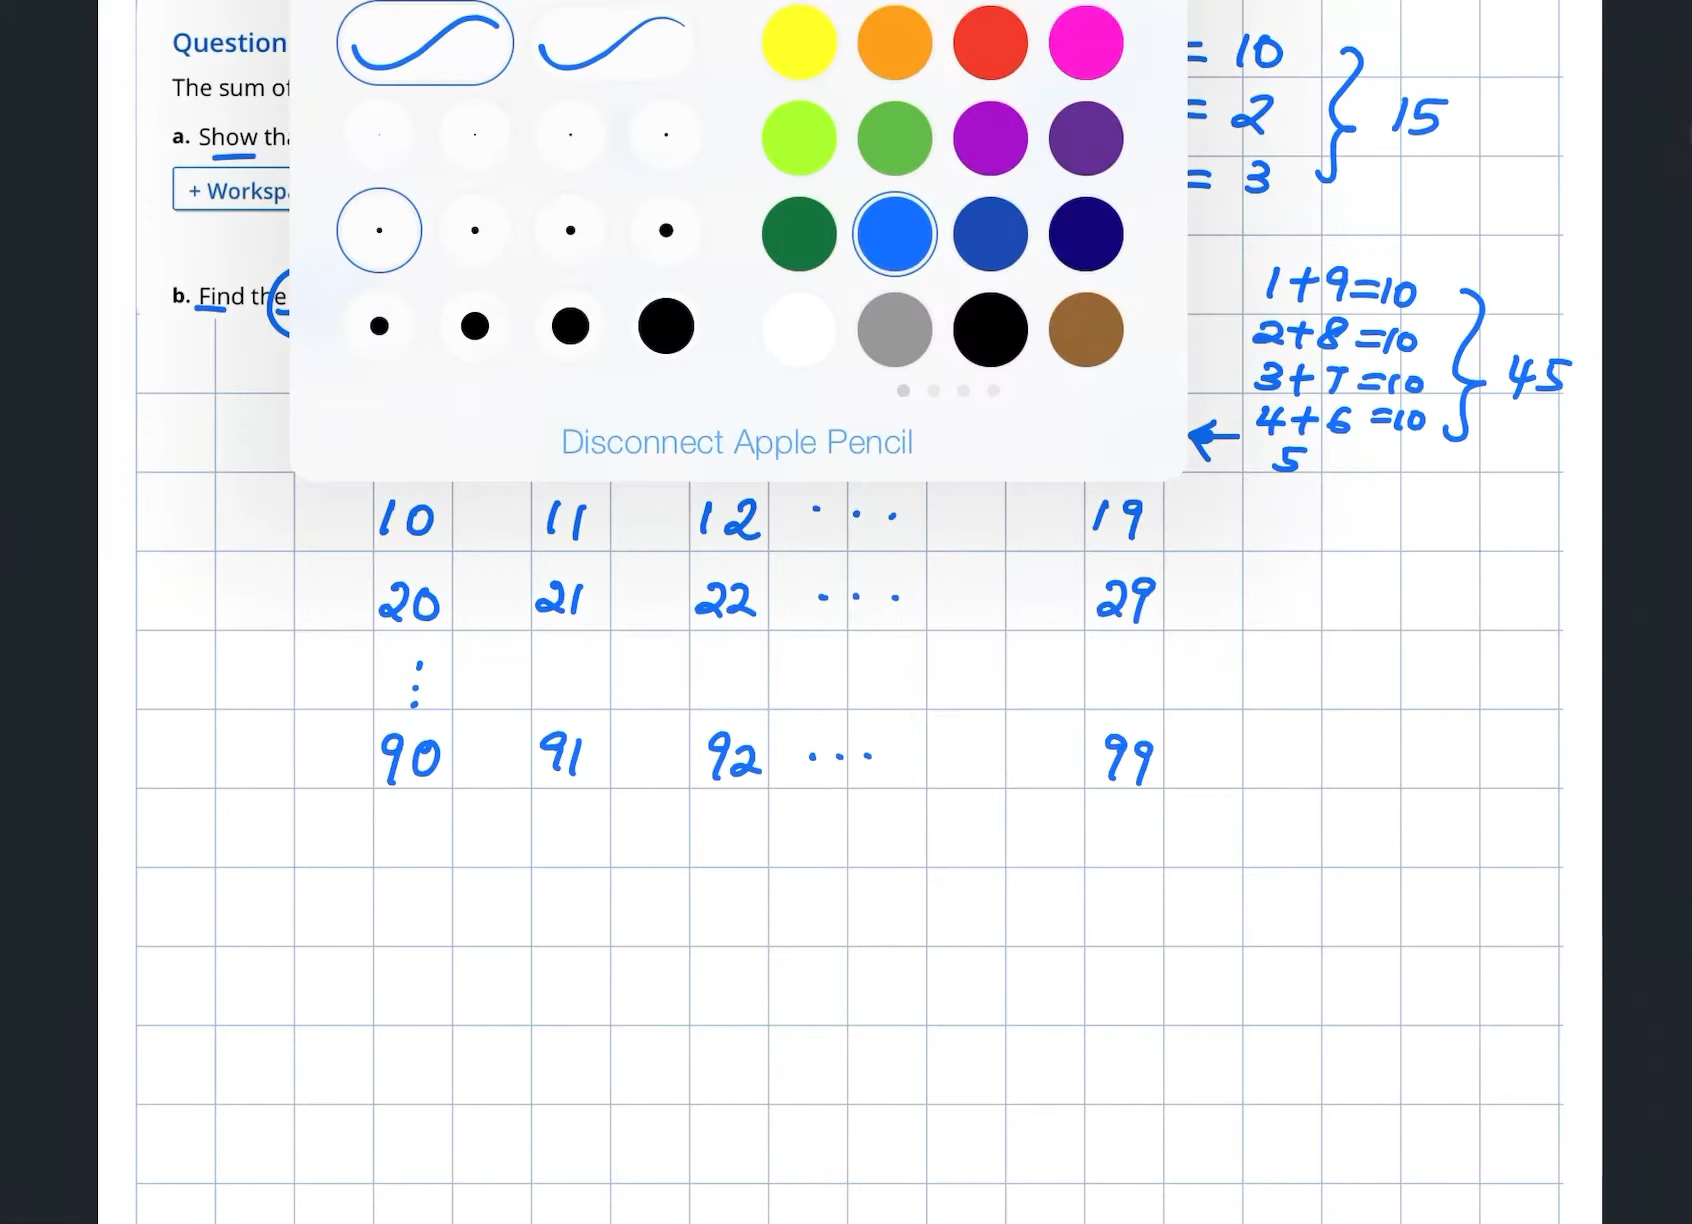 Question
The sum of
a. Show tha
+ Workspa
b. Find the
= 10
= 2
= 3
15
1+9=10
2+8=10
3+7=10
4+6=10
5
45
Disconnect Apple Pencil
10 11 12 ... 19
20 21 22 ... 29
⋮
90 91 92 ... 99